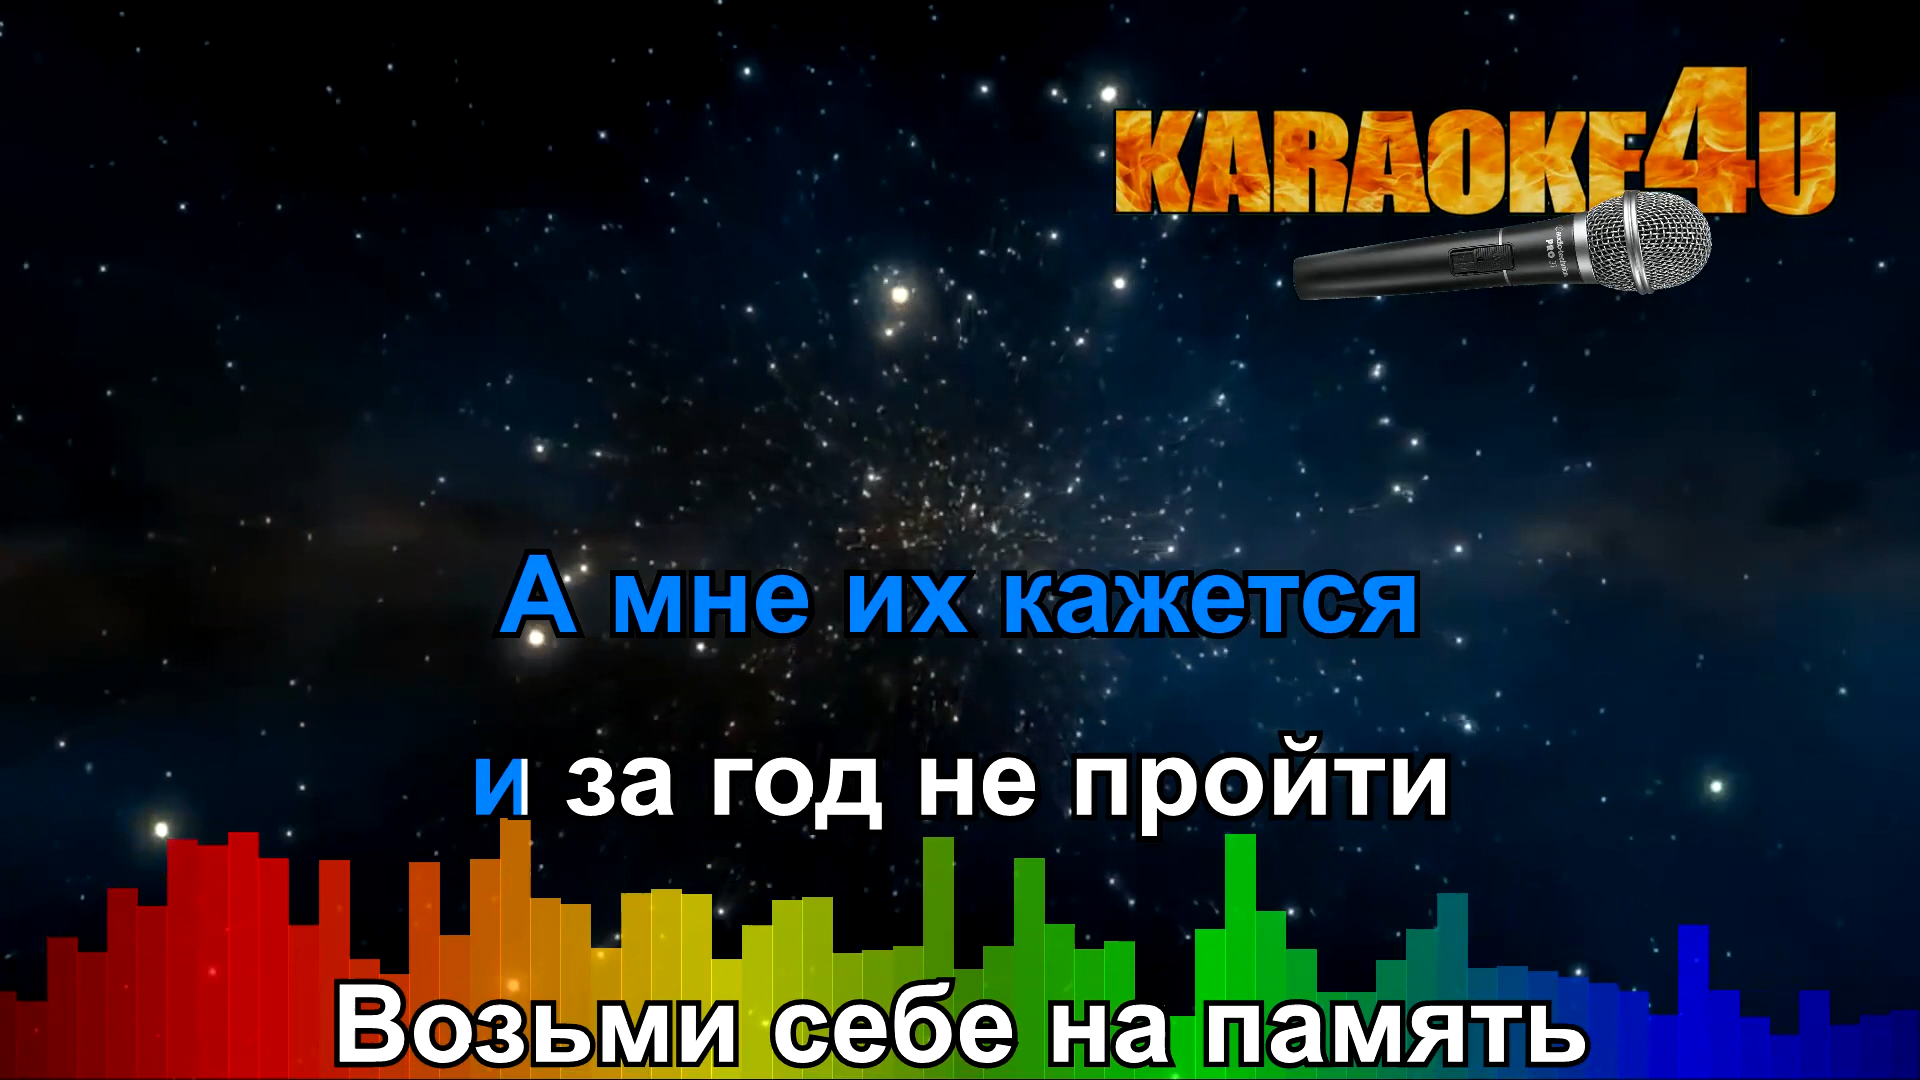 KARAOKE4U
А мне их кажется
и за год не пройти
Возьми себе на память